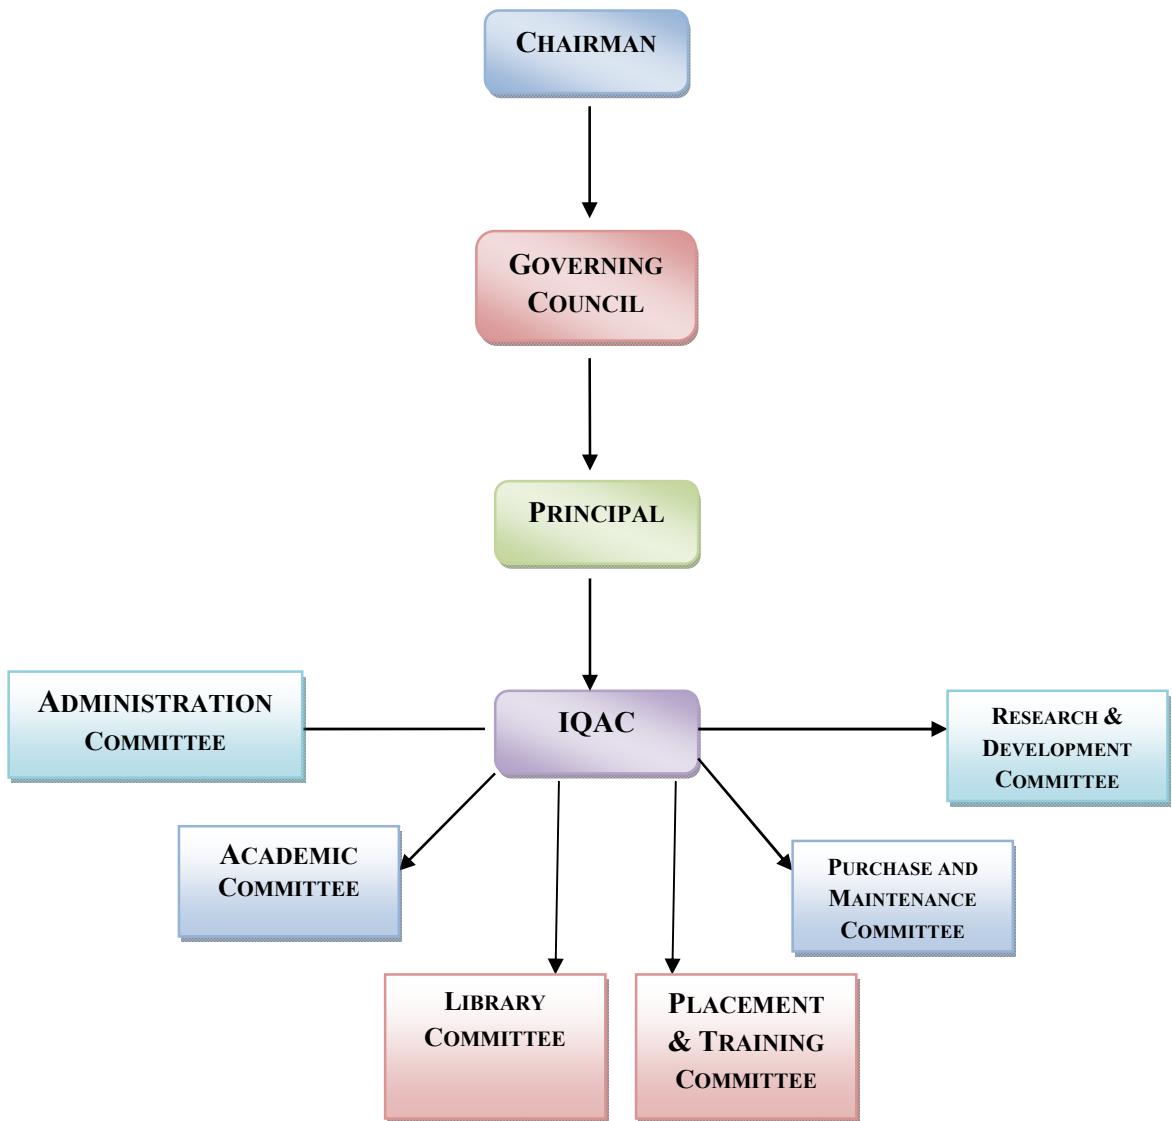 CHAIRMAN
GOVERNING
COUNCIL
PRINCIPAL
ADMINISTRATION
COMMITTEE
IQAC
RESEARCH &
DEVELOPMENT
COMMITTEE
ACADEMIC
COMMITTEE
PURCHASE AND
MAINTENANCE
COMMITTEE
LIBRARY
COMMITTEE
PLACEMENT
& TRAINING
COMMITTEE